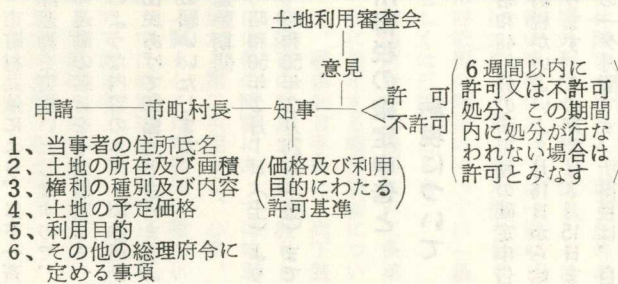 土地利用審査会
意見
申請 市町村長 知事 許可 不許可
(6週間以内に
許可又は不許可
処分、この期間
内に処分が行な
われない場合は
許可とみなす)
1、当事者の住所氏名
2、土地の所在及び画積
3、権利の種別及び内容
4、土地の予定価格
5、利用目的
6、その他の総理府令に
定める事項
(価格及び利用
目的にわたる
許可基準)